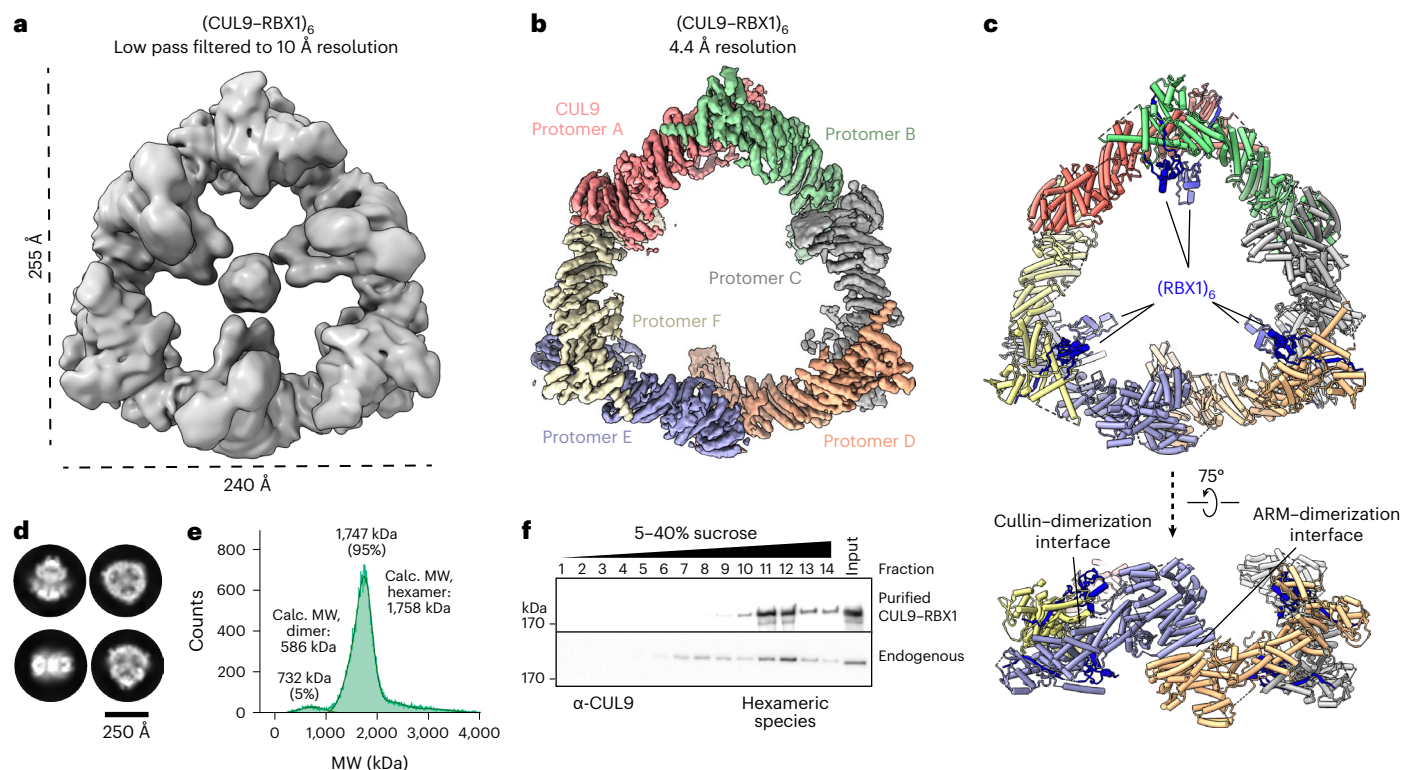 a
(CUL9–RBX1)6
Low pass filtered to 10 Å resolution
255 Å
240 Å
b
(CUL9–RBX1)6
4.4 Å resolution
CUL9
Protomer A
Protomer B
Protomer C
Protomer F
Protomer E
Protomer D
c
(RBX1)6
75°
Cullin–dimerization
interface
ARM–dimerization
interface
d
250 Å
e
Counts
800
600
400
200
0
1,747 kDa
(95%)
Calc. MW,
hexamer:
1,758 kDa
Calc. MW,
dimer:
586 kDa
732 kDa
(5%)
0 1,000 2,000 3,000 4,000
MW (kDa)
f
5–40% sucrose
1 2 3 4 5 6 7 8 9 10 11 12 13 14 Input Fraction
kDa
170
Purified
CUL9–RBX1
Endogenous
170
α-CUL9
Hexameric
species